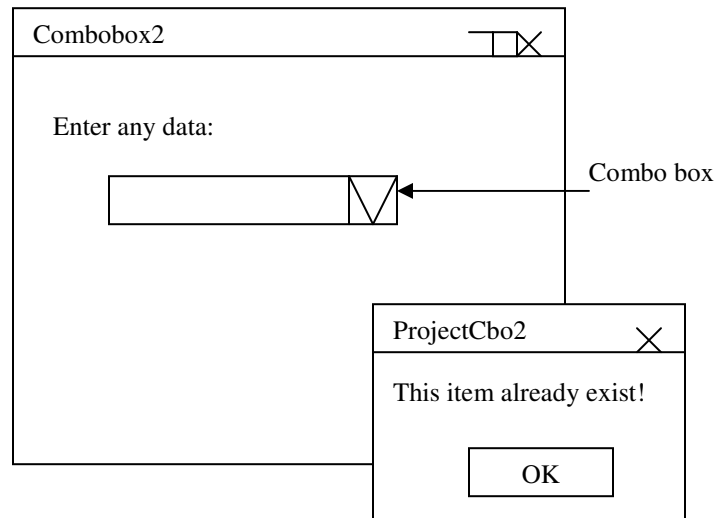 Combobox2
Enter any data:
Combo box
ProjectCbo2
This item already exist!
OK